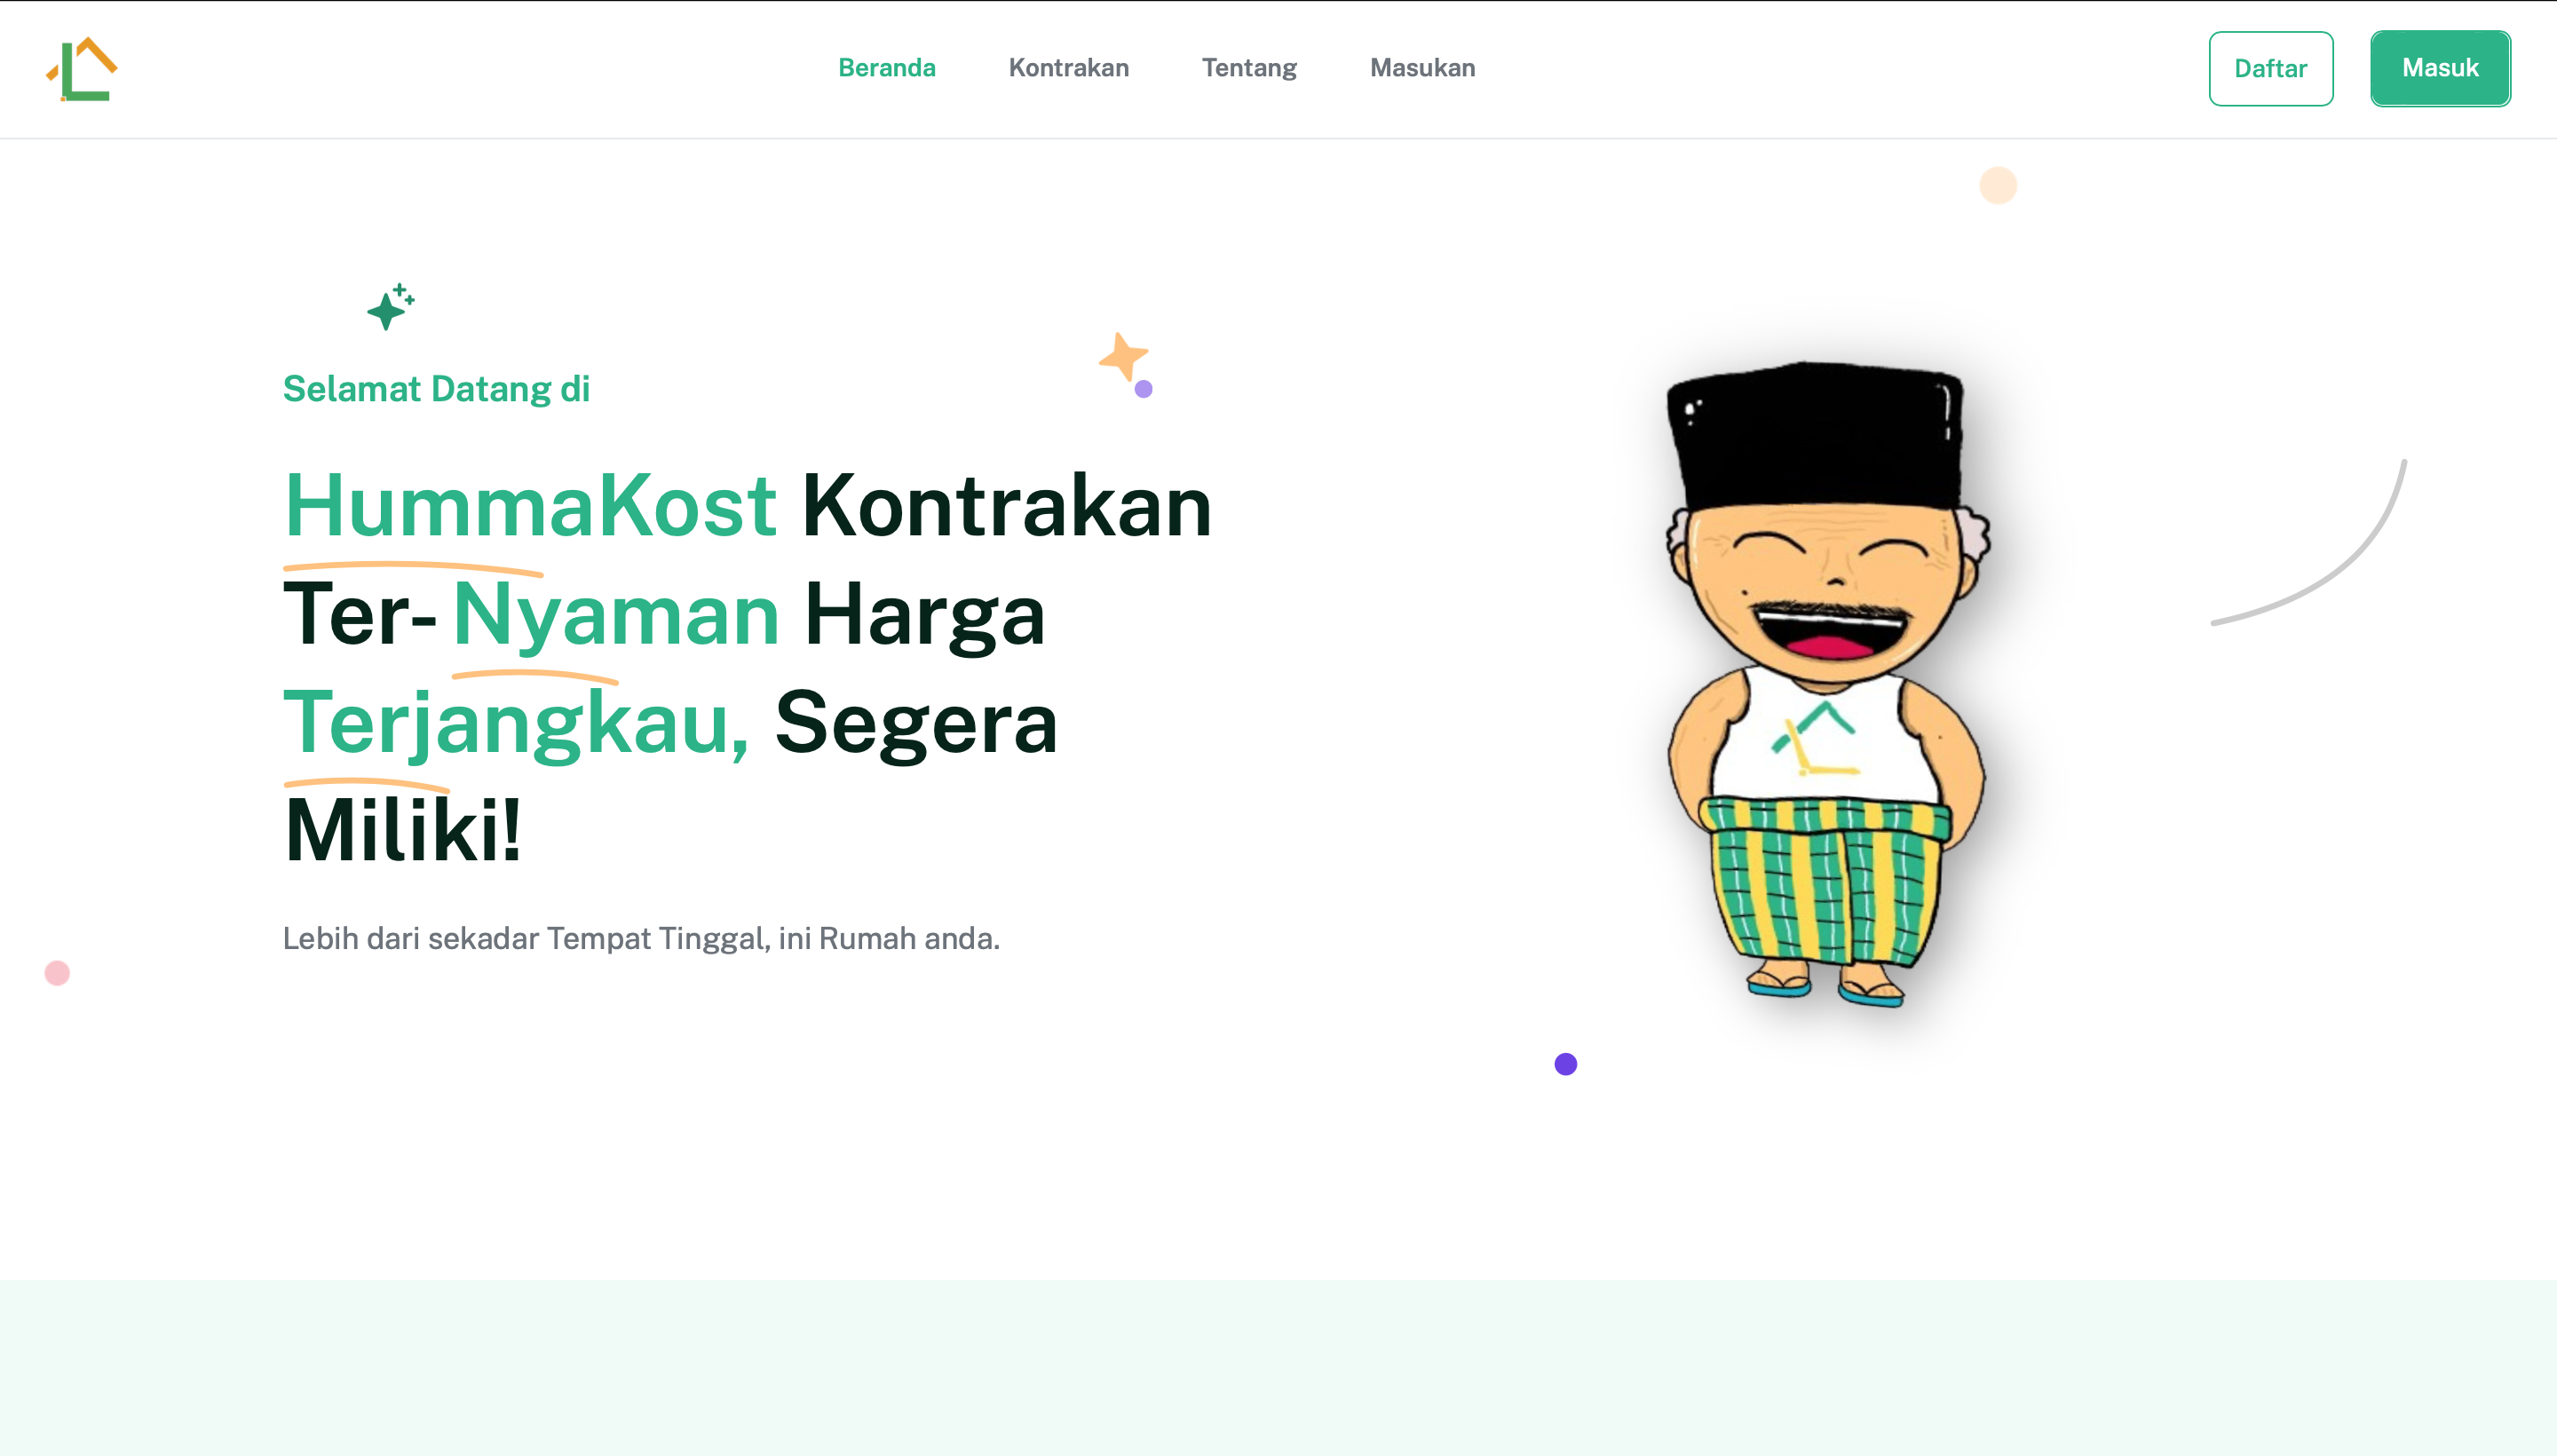 Beranda
Kontrakan
Tentang
Masukan
Daftar
Masuk
Selamat Datang di
HummaKost Kontrakan
Ter- Nyaman Harga
Terjangkau, Segera
Miliki!
Lebih dari sekadar Tempat Tinggal, ini Rumah anda.